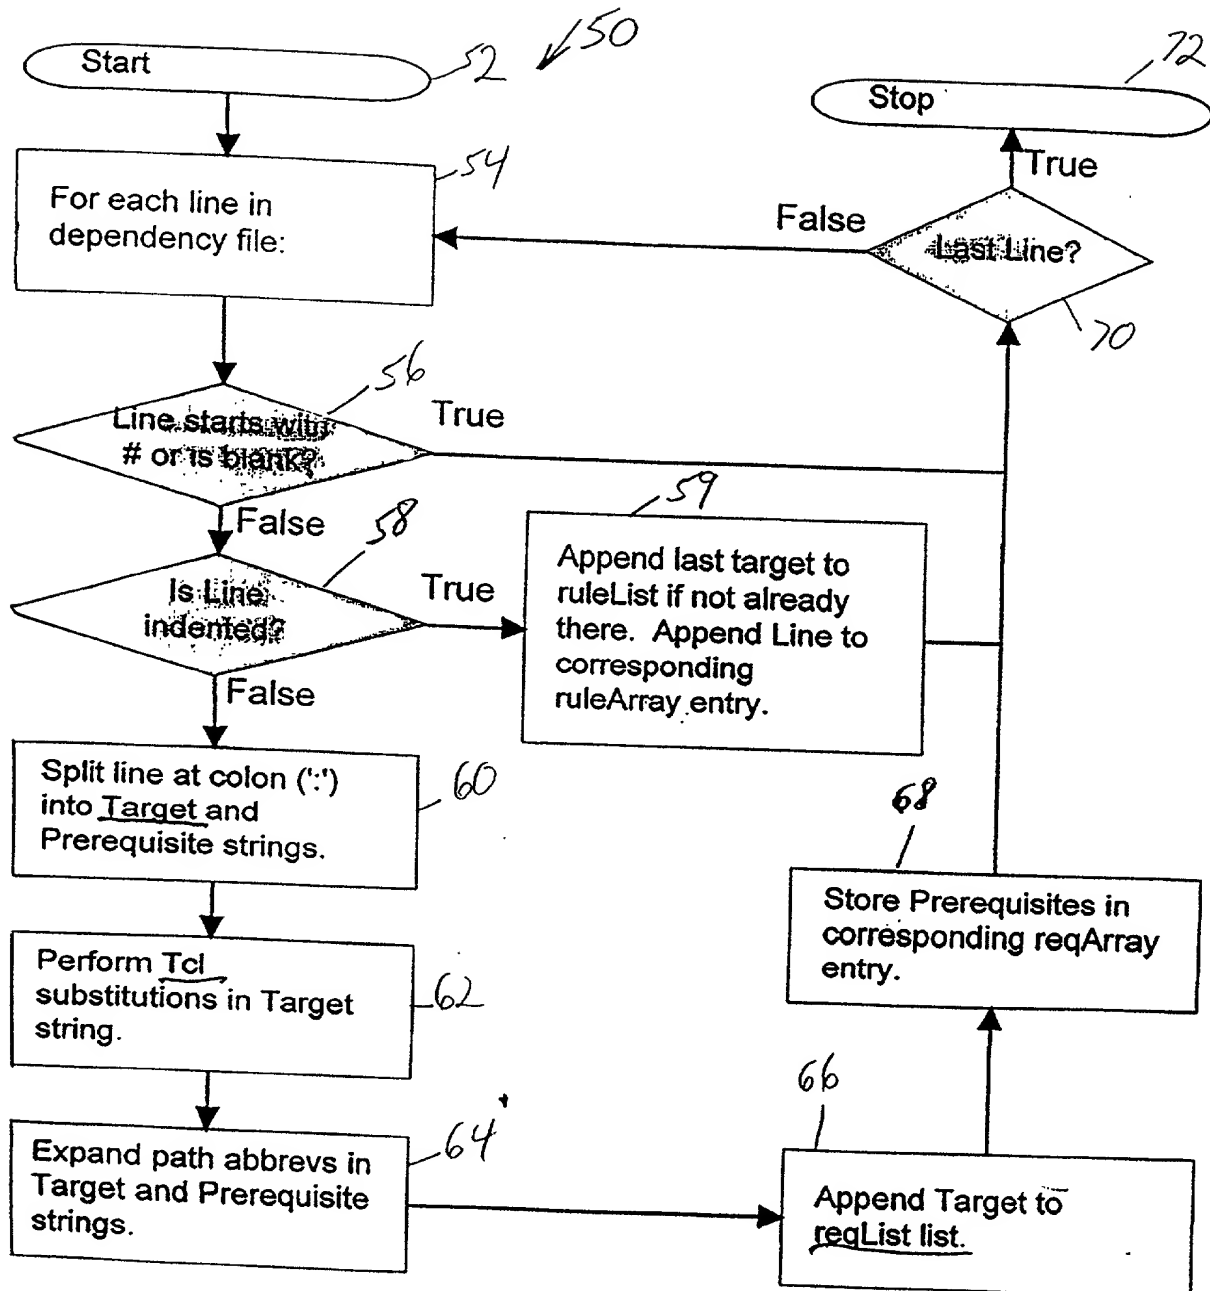 50
Start
52
72
Stop
True
54
For each line in
dependency file:
False
Last Line?
70
56
Line starts with
# or is blank?
True
False
58
Is Line
indented?
True
59
Append last target to
ruleList if not already
there. Append Line to
corresponding
ruleArray entry.
False
Split line at colon (':')
into Target and
Prerequisite strings.
60
68
Store Prerequisites in
corresponding reqArray
entry.
Perform Tcl
substitutions in Target
string.
62
66
Expand path abbrevs in
Target and Prerequisite
strings.
64
Append Target to
reqList list.